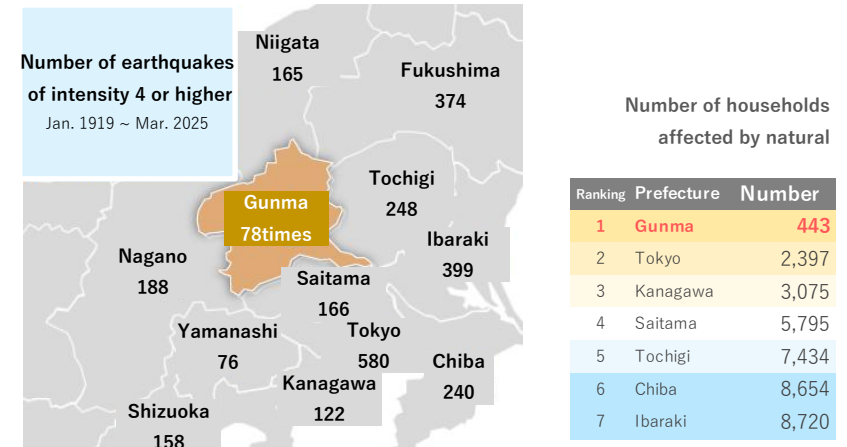 Number of earthquakes
of intensity 4 or higher
Jan. 1919 ~ Mar. 2025
Niigata
165
Fukushima
374
Gunma
78times
Tochigi
248
Ibaraki
399
Nagano
188
Saitama
166
Yamanashi
76
Tokyo
580
Chiba
240
Kanagawa
122
Shizuoka
158
Number of households
affected by natural
Ranking Prefecture Number
1 Gunma 443
2 Tokyo 2,397
3 Kanagawa 3,075
4 Saitama 5,795
5 Tochigi 7,434
6 Chiba 8,654
7 Ibaraki 8,720